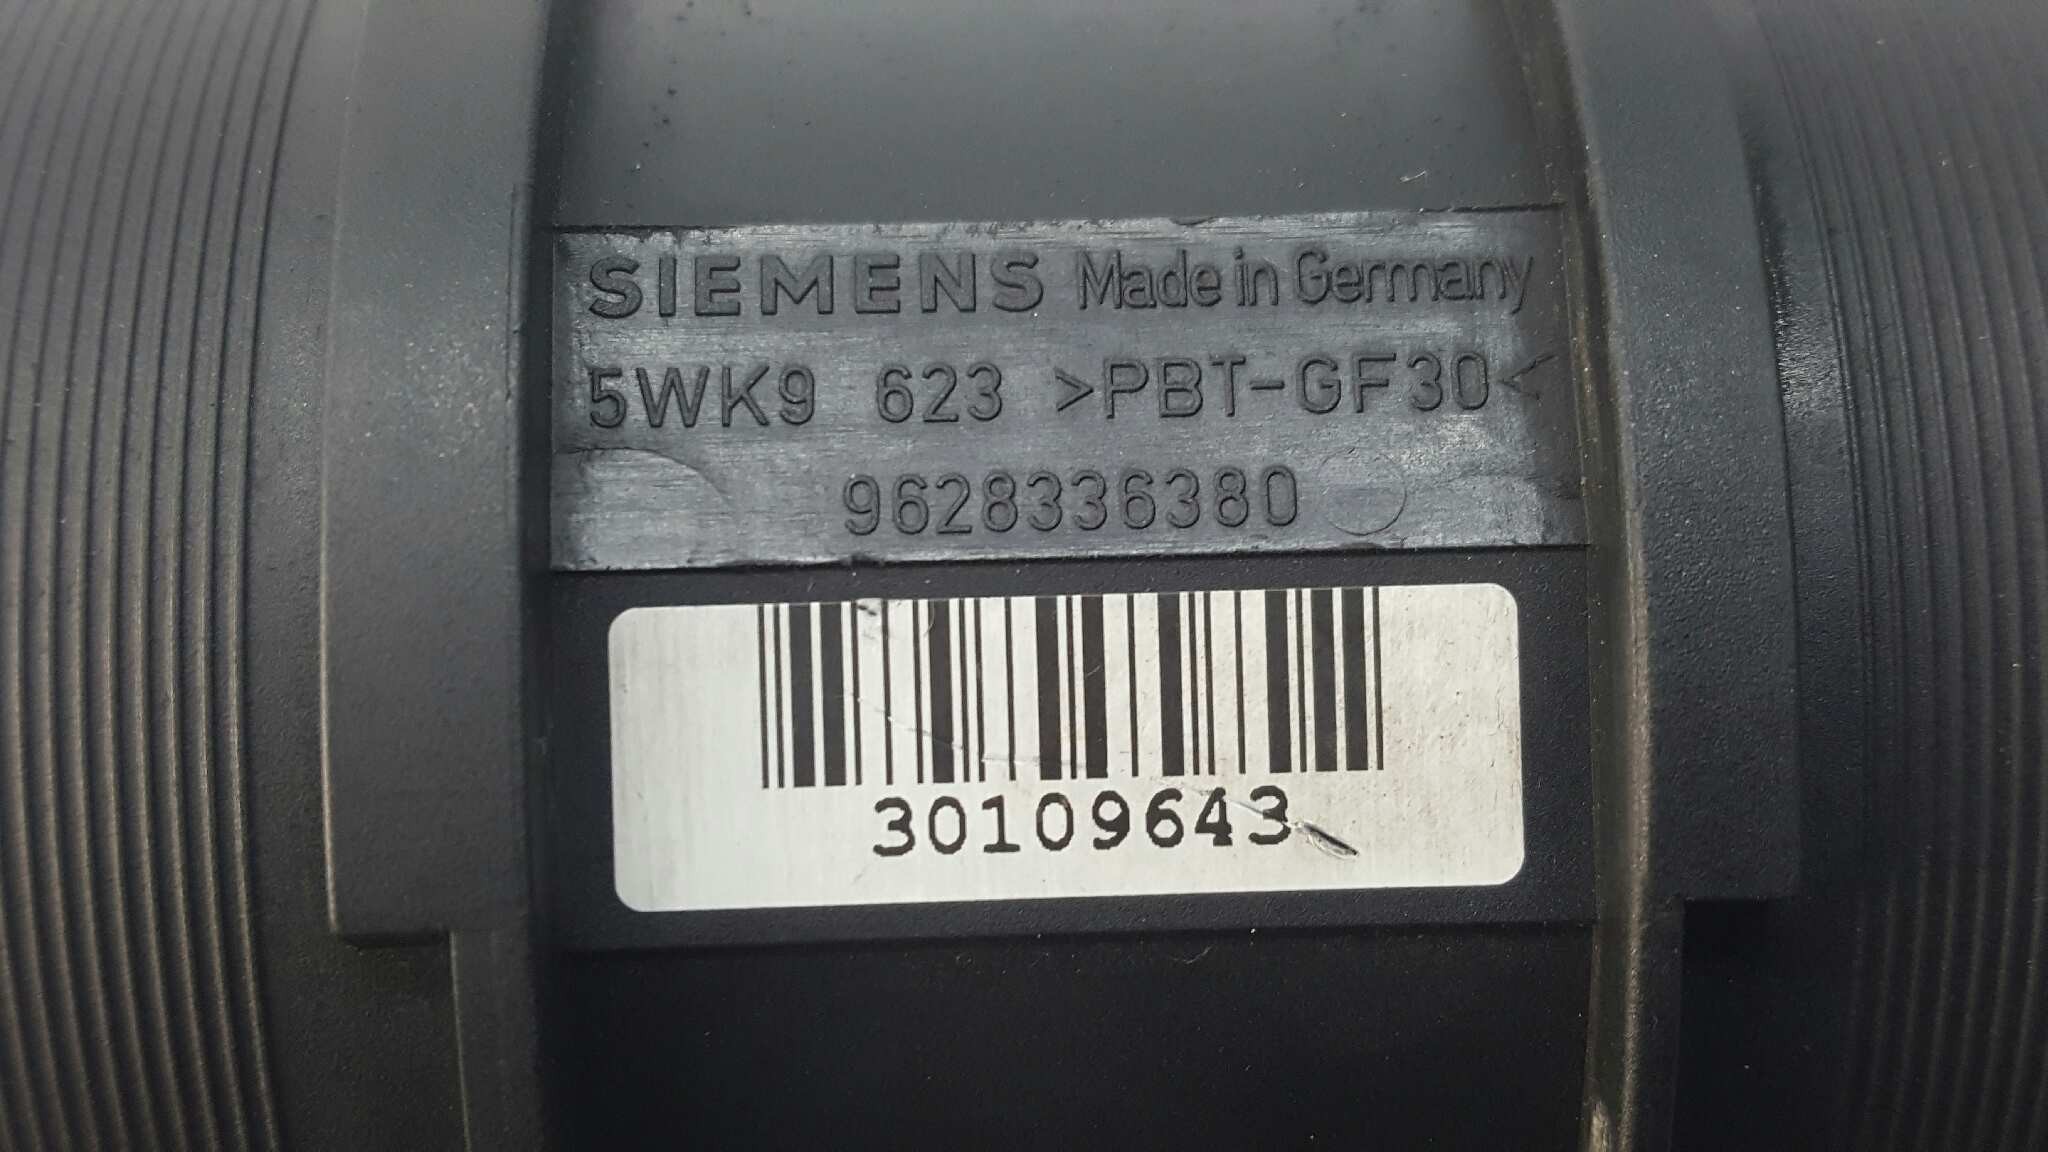 SIEMENS Made in Germany
5WK9 623 >PBT-GF30<
9628336380
30109643